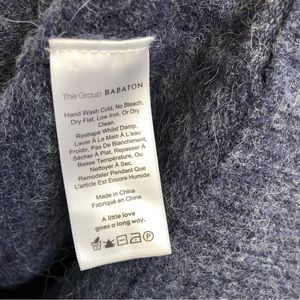 The Group BABATON
Hand Wash Cold, No Bleach,
Dry Flat, Low Iron, Or Dry
Clean.
Reshape Whilst Damp.
Laver À La Main À L'eau
Froide, Pas De Blanchiment,
Sécher À Plat, Repasser À
Basse Température, Ou
Nettoyer À Sec.
Remodeler Pendant Que
L'article Est Encore Humide.
Made in China
Fabriqué en Chine
A little love
goes a long way.
P